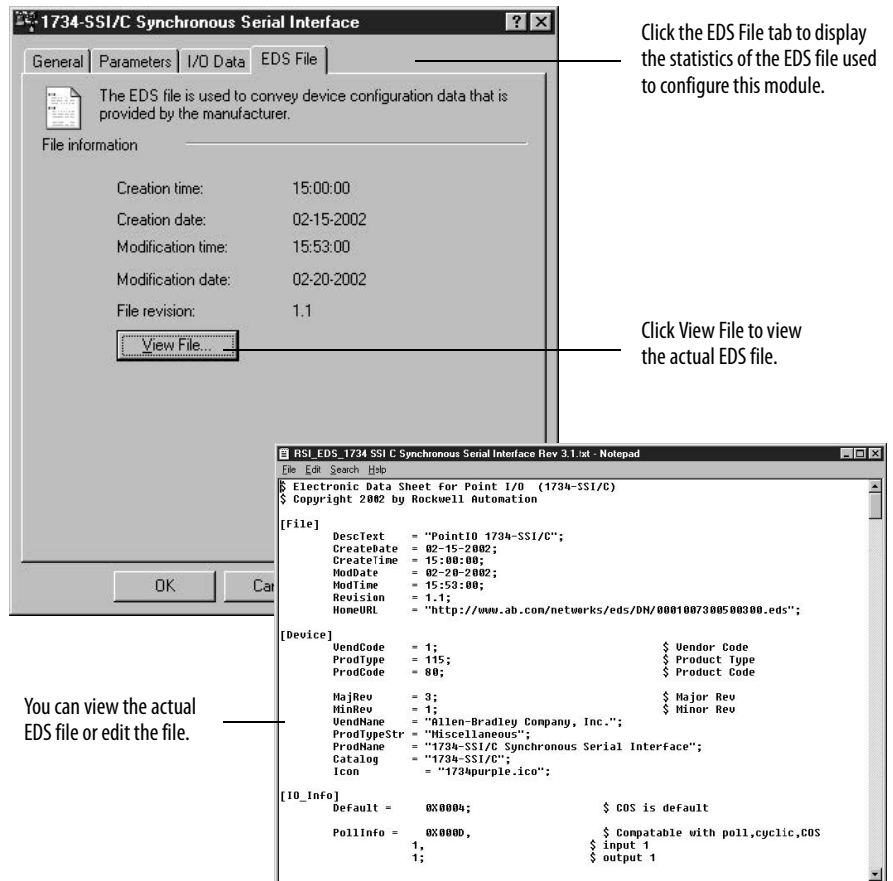 1734-SSI/C Synchronous Serial Interface
General Parameters I/O Data EDS File
The EDS file is used to convey device configuration data that is
provided by the manufacturer.
File information
Creation time: 15:00:00
Creation date: 02-15-2002
Modification time: 15:53:00
Modification date: 02-20-2002
File revision: 1.1
View File...
OK Car
Click the EDS File tab to display
the statistics of the EDS file used
to configure this module.
Click View File to view
the actual EDS file.
You can view the actual
EDS file or edit the file.
RSI_EDS_1734 SSI C Synchronous Serial Interface Rev 3.1.txt - Notepad
File Edit Search Help
$ Electronic Data Sheet for Point I/O (1734-SSI/C)
$ Copyright 2002 by Rockwell Automation
[File]
DescText = "PointIO 1734-SSI/C";
CreateDate = 02-15-2002;
CreateTime = 15:00:00;
ModDate = 02-20-2002;
ModTime = 15:53:00;
Revision = 1.1;
HomeURL = "http://www.ab.com/networks/eds/DN/0001007300500300.eds";
[Device]
VendCode = 1; $ Vendor Code
ProdType = 115; $ Product Type
ProdCode = 80; $ Product Code
MajRev = 3; $ Major Rev
MinRev = 1; $ Minor Rev
VendName = "Allen-Bradley Company, Inc.";
ProdTypeStr = "Miscellaneous";
ProdName = "1734-SSI/C Synchronous Serial Interface";
Catalog = "1734-SSI/C";
Icon = "1734purple.ico";
[IO_Info]
Default = 0X0004; $ COS is default
PollInfo = 0X000D, $ Compatable with poll,cyclic,COS
1, $ input 1
1; $ output 1